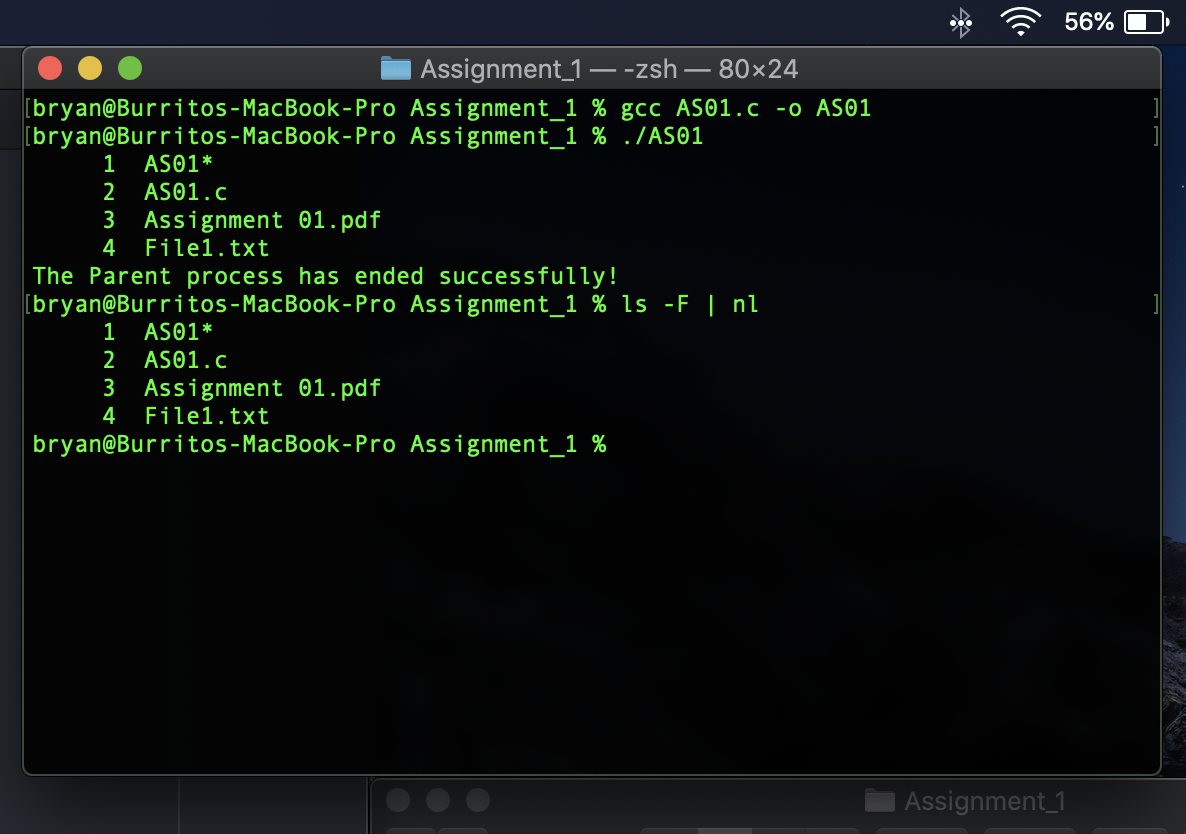 56%
Assignment_1 — -zsh — 80×24
[bryan@Burritos-MacBook-Pro Assignment_1 % gcc AS01.c -o AS01 ]
[bryan@Burritos-MacBook-Pro Assignment_1 % ./AS01 ]
1 AS01*
2 AS01.c
3 Assignment 01.pdf
4 File1.txt
The Parent process has ended successfully!
[bryan@Burritos-MacBook-Pro Assignment_1 % ls -F | nl ]
1 AS01*
2 AS01.c
3 Assignment 01.pdf
4 File1.txt
bryan@Burritos-MacBook-Pro Assignment_1 %
Assignment_1